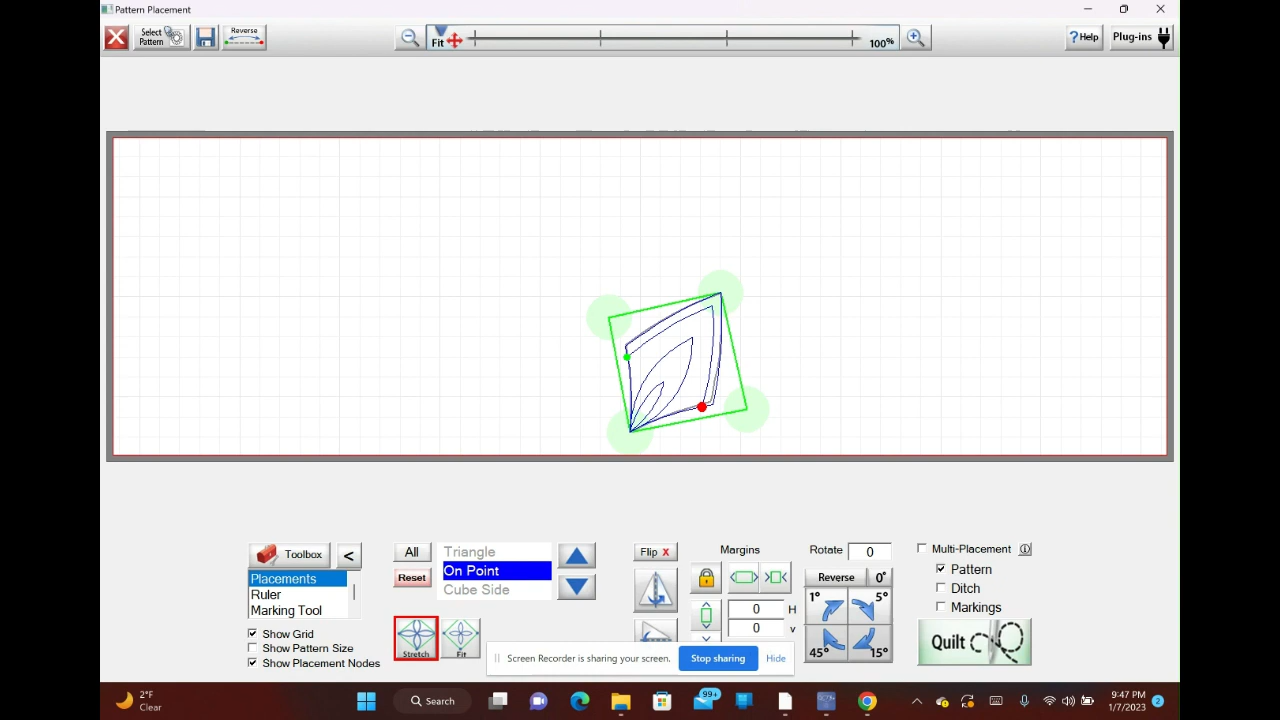 Pattern Placement
Select Pattern
Reverse
Fit
100%
?Help
Plug-ins
Toolbox
<
Placements
Ruler
Marking Tool
Show Grid
Show Pattern Size
Show Placement Nodes
All
Reset
Triangle
On Point
Cube Side
Stretch
Fit
Flip X
Margins
0 H
0 v
Rotate 0
Reverse 0°
1° 5°
45° 15°
Multi-Placement
Pattern
Ditch
Markings
Quilt
Screen Recorder is sharing your screen.
Stop sharing
Hide
2°F
Clear
Search
99+
9:47 PM
1/7/2023
2